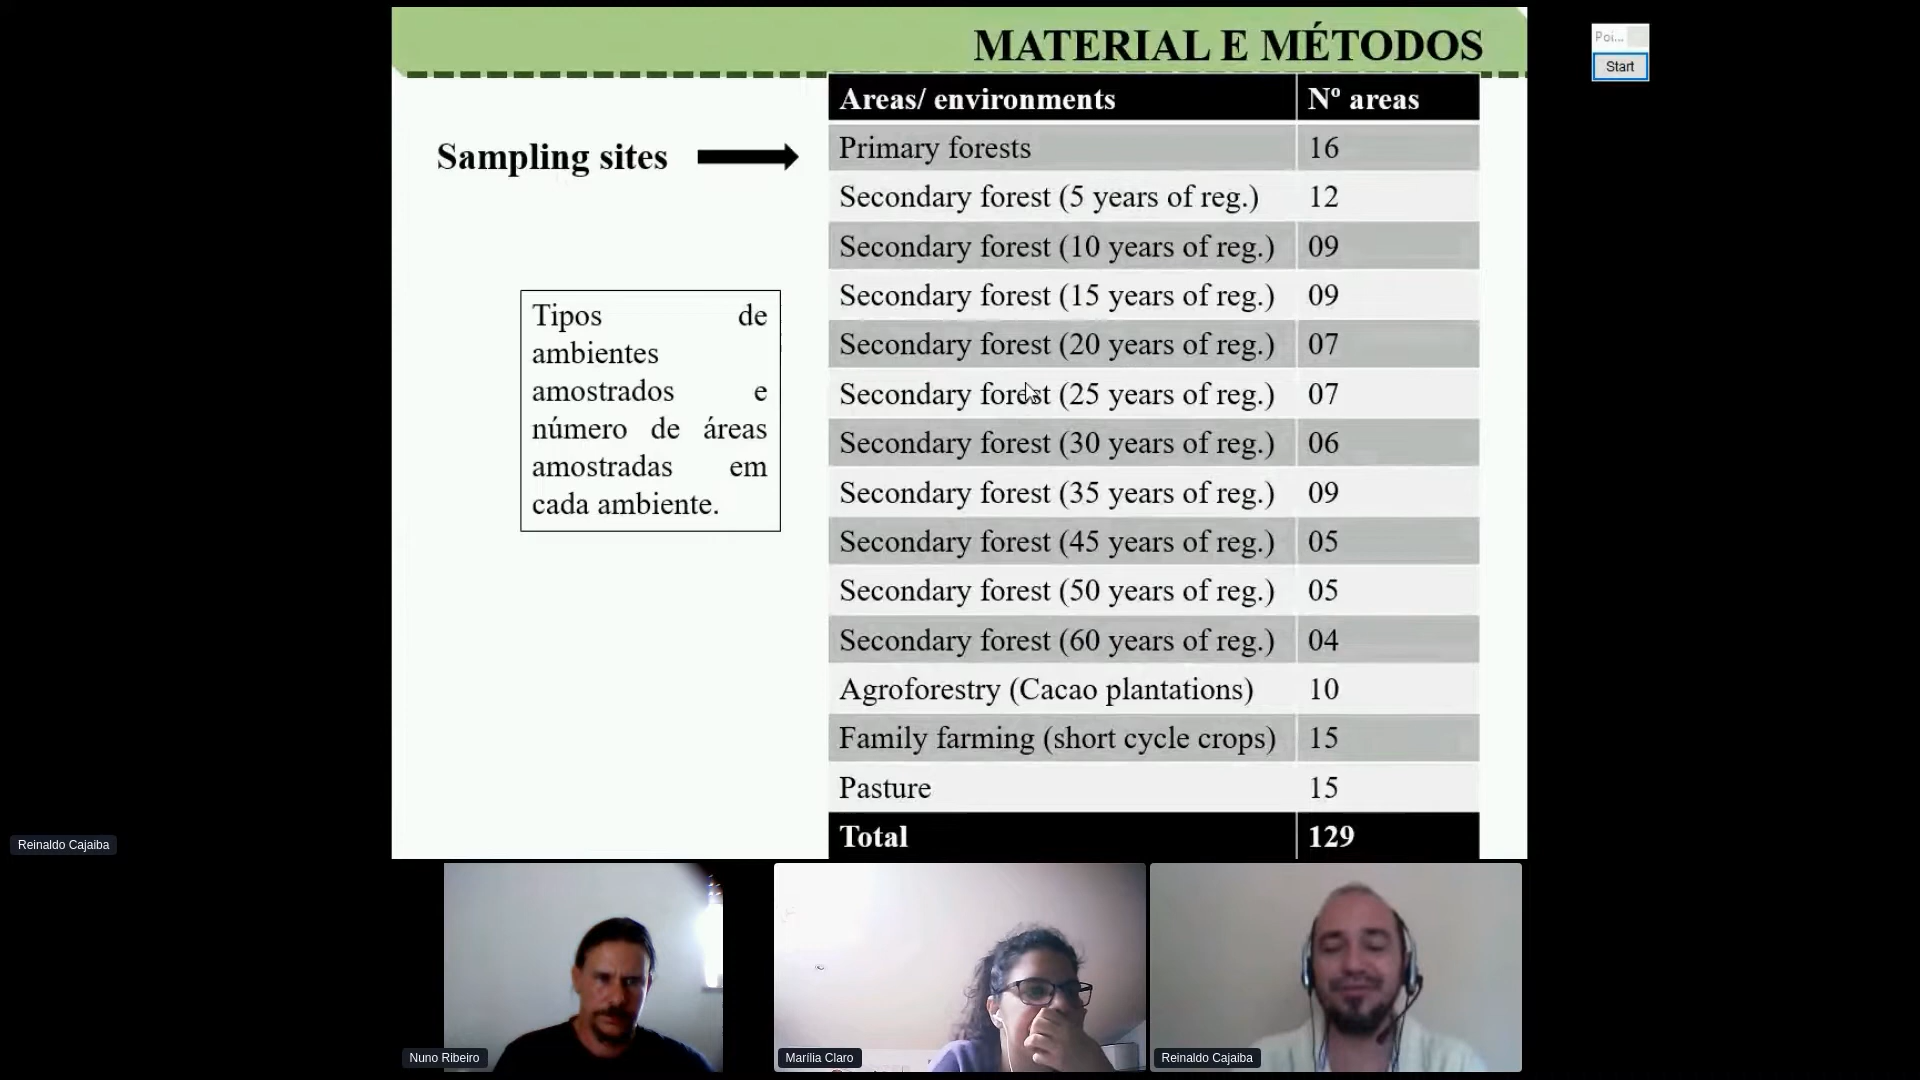 MATERIAL E MÉTODOS
Poi...
Start
Sampling sites
Areas/ environments Nº areas
Primary forests 16
Secondary forest (5 years of reg.) 12
Secondary forest (10 years of reg.) 09
Secondary forest (15 years of reg.) 09
Secondary forest (20 years of reg.) 07
Secondary forest (25 years of reg.) 07
Secondary forest (30 years of reg.) 06
Secondary forest (35 years of reg.) 09
Secondary forest (45 years of reg.) 05
Secondary forest (50 years of reg.) 05
Secondary forest (60 years of reg.) 04
Agroforestry (Cacao plantations) 10
Family farming (short cycle crops) 15
Pasture 15
Total 129
Tipos de
ambientes
amostrados e
número de áreas
amostradas em
cada ambiente.
Reinaldo Cajaiba
Nuno Ribeiro
Marília Claro
Reinaldo Cajaiba